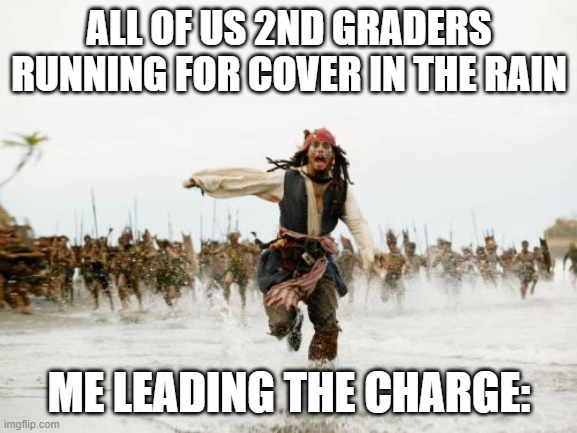 ALL OF US 2ND GRADERS
RUNNING FOR COVER IN THE RAIN
ME LEADING THE CHARGE:
imgflip.com